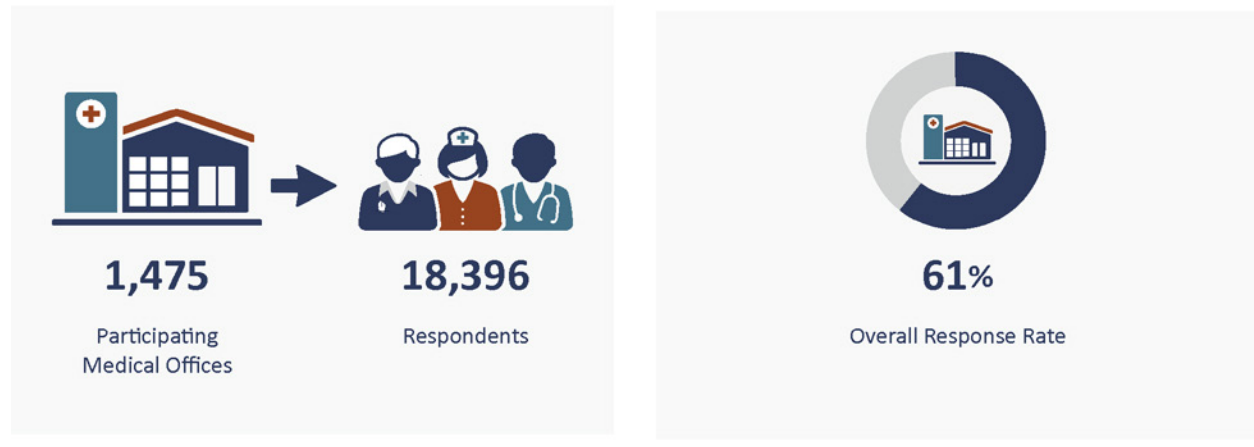 1,475
Participating
Medical Offices
18,396
Respondents
61%
Overall Response Rate